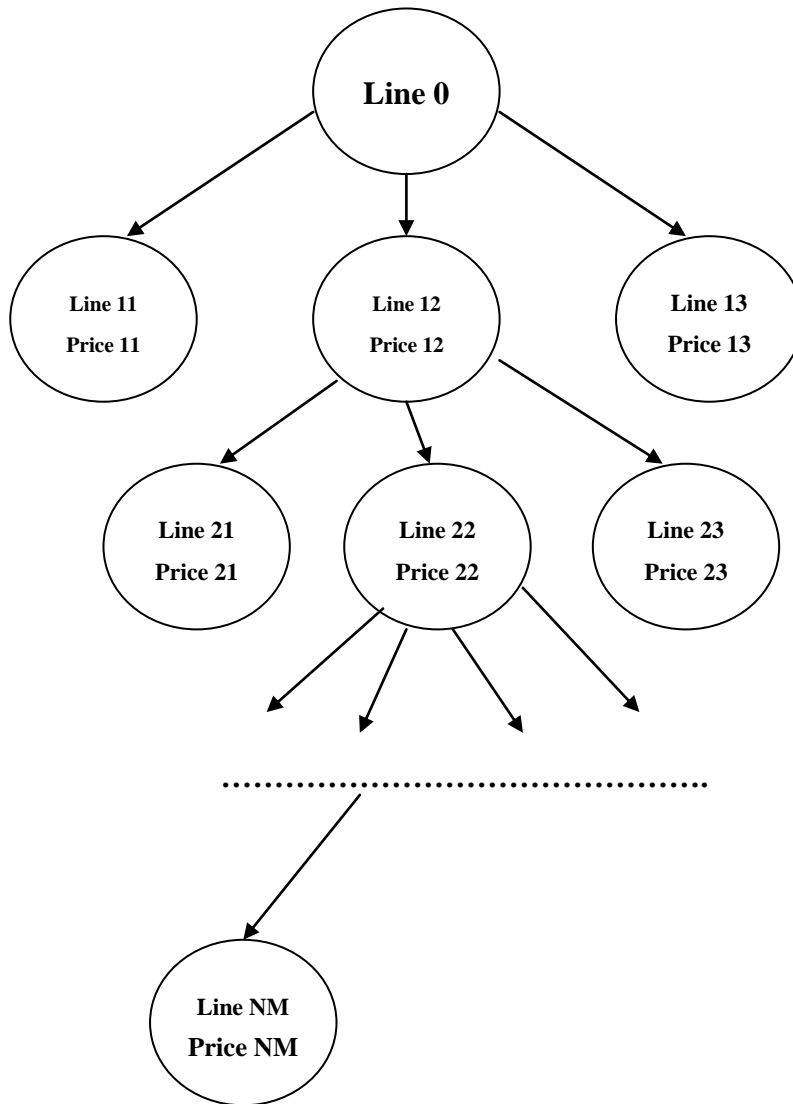 Line 0
Line 11
Price 11
Line 12
Price 12
Line 13
Price 13
Line 21
Price 21
Line 22
Price 22
Line 23
Price 23
Line NM
Price NM